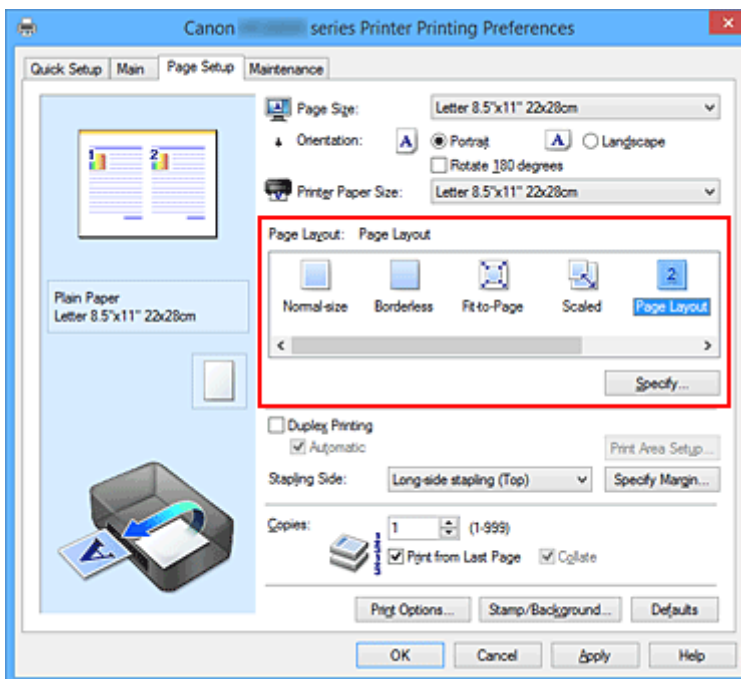 Canon series Printer Printing Preferences
Quick Setup Main Page Setup Maintenance
1 2
Plain Paper
Letter 8.5"x11" 22x28cm
Page Size: Letter 8.5"x11" 22x28cm
Orientation: A Portrait A Landscape
Rotate 180 degrees
Printer Paper Size: Letter 8.5"x11" 22x28cm
Page Layout: Page Layout
2
Normal-size Borderless Fit-to-Page Scaled Page Layout
Specify...
Duplex Printing
Automatic Print Area Setup...
Stapling Side: Long-side stapling (Top) Specify Margin...
Copies: 1 (1-999)
Print from Last Page Collate
A
Print Options... Stamp/Background... Defaults
OK Cancel Apply Help